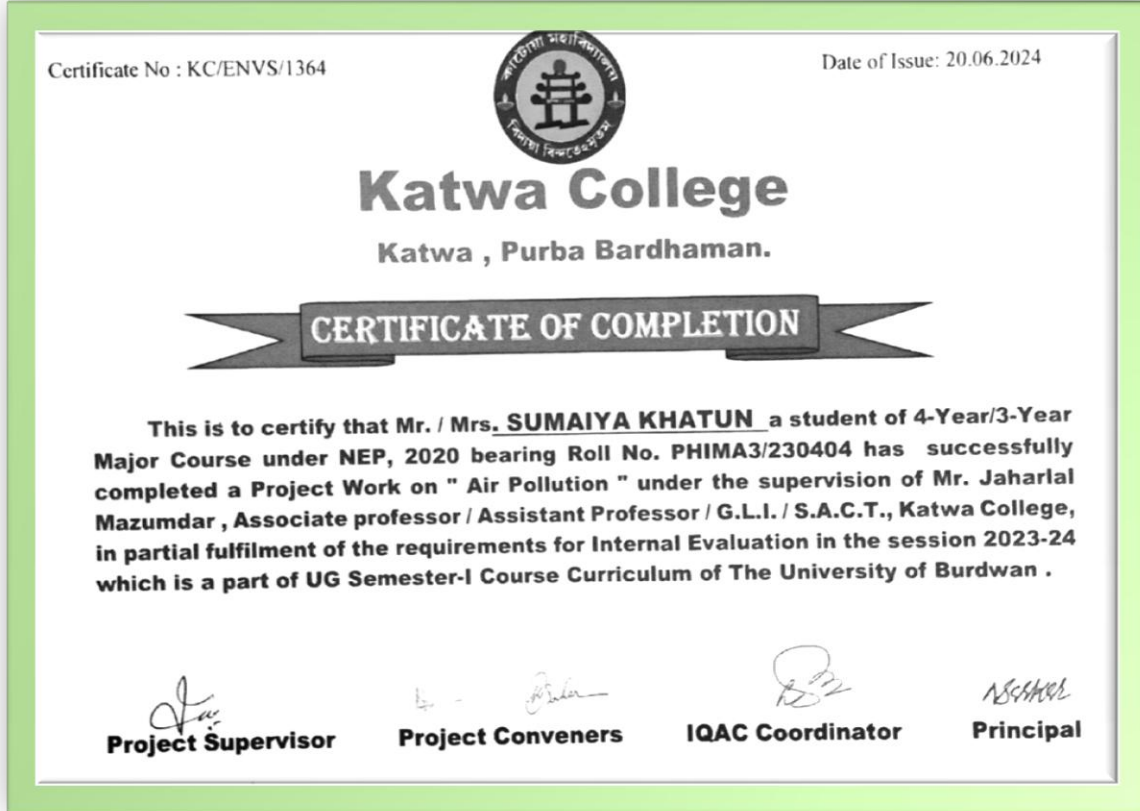 Certificate No : KC/ENVS/1364
Date of Issue: 20.06.2024
কাটোয়া মহাবিদ্যালয়
Katwa College
Katwa , Purba Bardhaman.
CERTIFICATE OF COMPLETION
This is to certify that Mr. / Mrs. SUMAIYA KHATUN a student of 4-Year/3-Year
Major Course under NEP, 2020 bearing Roll No. PHIMA3/230404 has successfully
completed a Project Work on " Air Pollution " under the supervision of Mr. Jaharlal
Mazumdar , Associate professor / Assistant Professor / G.L.I. / S.A.C.T., Katwa College,
in partial fulfilment of the requirements for Internal Evaluation in the session 2023-24
which is a part of UG Semester-I Course Curriculum of The University of Burdwan .
Project Supervisor
Project Conveners
IQAC Coordinator
Principal